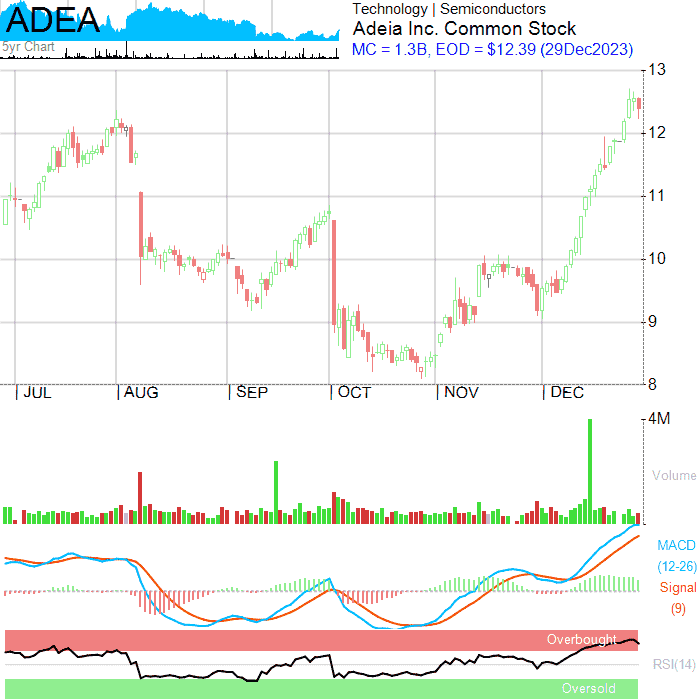 ADEA
5yr Chart
Technology | Semiconductors
Adeia Inc. Common Stock
MC = 1.3B, EOD = $12.39 (29Dec2023)
13
12
11
10
9
8
JUL AUG SEP OCT NOV DEC
4M
Volume
MACD
(12-26)
Signal
(9)
Overbought
RSI(14)
Oversold